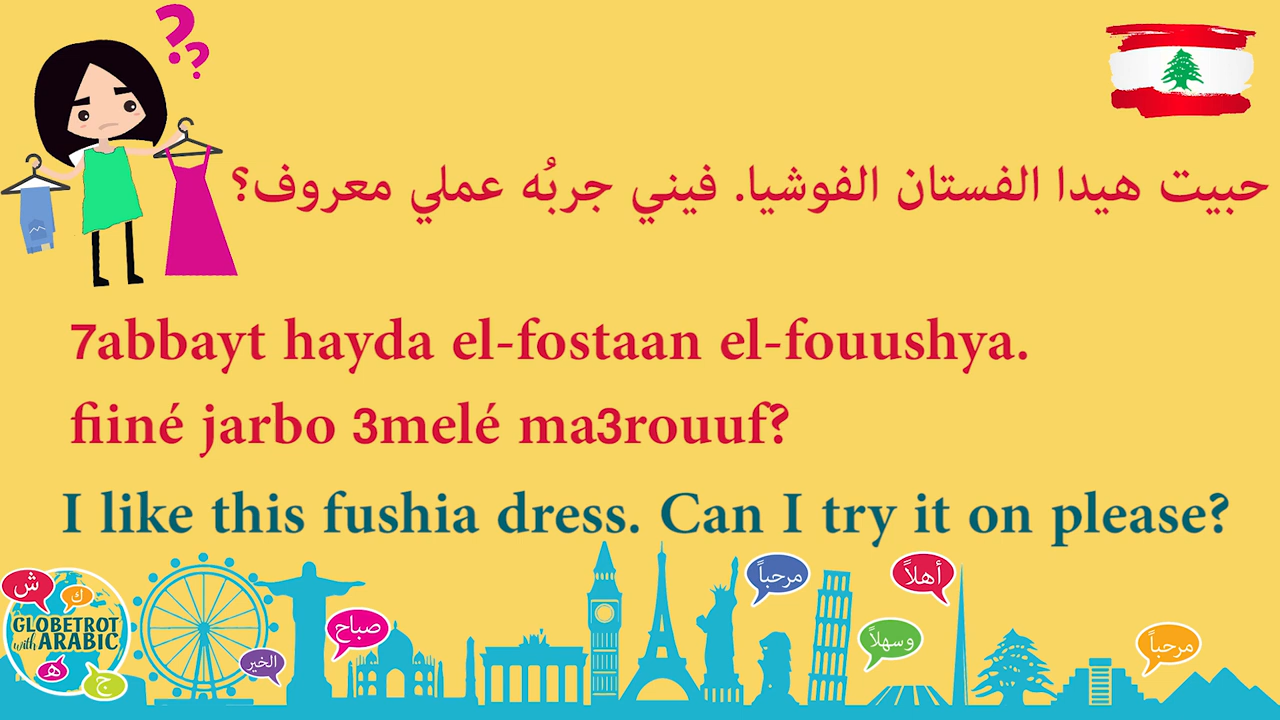 ??
حبيت هيدا الفستان الفوشيا. فيني جربُه عملي معروف؟
7abbayt hayda el-fostaan el-fouushya.
fiiné jarbo 3melé ma3rouuf?
I like this fushia dress. Can I try it on please?
ش
ك
GLOBETROT
with ARABIC
ه
ج
الخير
صباح
مرحباً
أهلاً
وسهلاً
مرحباً